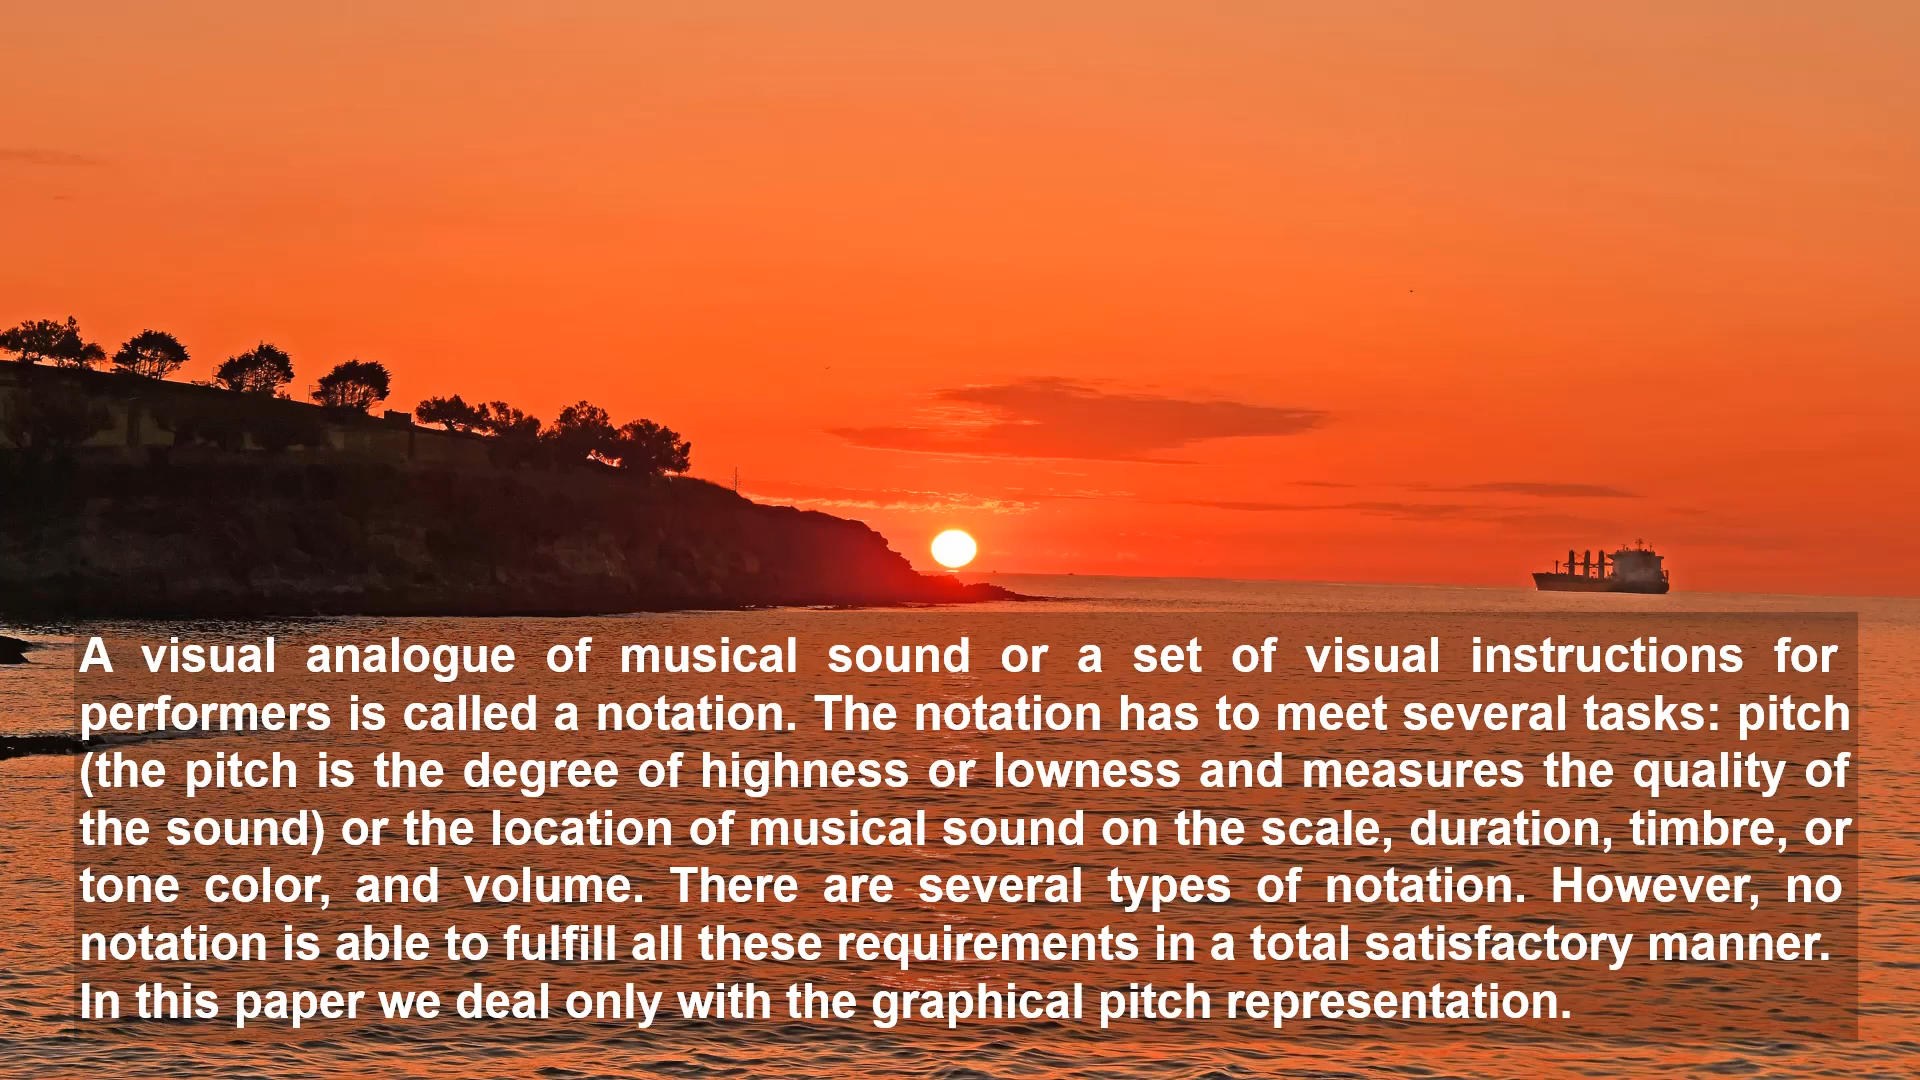 A visual analogue of musical sound or a set of visual instructions for
performers is called a notation. The notation has to meet several tasks: pitch
(the pitch is the degree of highness or lowness and measures the quality of
the sound) or the location of musical sound on the scale, duration, timbre, or
tone color, and volume. There are several types of notation. However, no
notation is able to fulfill all these requirements in a total satisfactory manner.
In this paper we deal only with the graphical pitch representation.